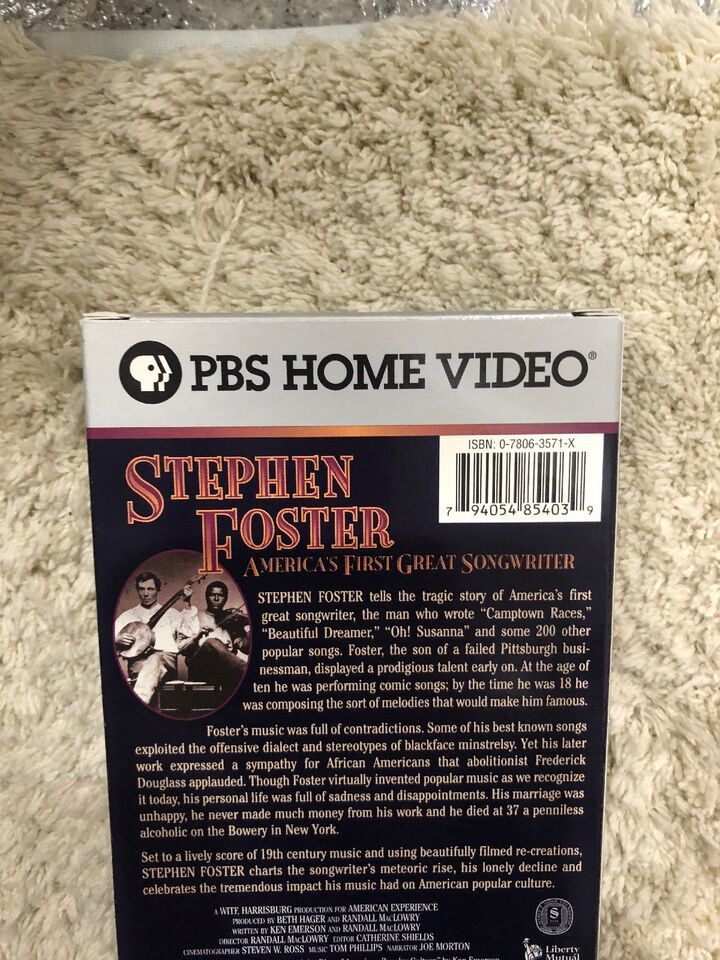 PBS HOME VIDEO®
ISBN: 0-7806-3571-X
7 94054 85403 9
STEPHEN
FOSTER
AMERICA'S FIRST GREAT SONGWRITER
STEPHEN FOSTER tells the tragic story of America's first
great songwriter, the man who wrote “Camptown Races,”
“Beautiful Dreamer,” “Oh! Susanna” and some 200 other
popular songs. Foster, the son of a failed Pittsburgh busi-
nessman, displayed a prodigious talent early on. At the age of
ten he was performing comic songs; by the time he was 18 he
was composing the sort of melodies that would make him famous.
Foster's music was full of contradictions. Some of his best known songs
exploited the offensive dialect and stereotypes of blackface minstrelsy. Yet his later
work expressed a sympathy for African Americans that abolitionist Frederick
Douglass applauded. Though Foster virtually invented popular music as we recognize
it today, his personal life was full of sadness and disappointments. His marriage was
unhappy, he never made much money from his work and he died at 37 a penniless
alcoholic on the Bowery in New York.
Set to a lively score of 19th century music and using beautifully filmed re-creations,
STEPHEN FOSTER charts the songwriter's meteoric rise, his lonely decline and
celebrates the tremendous impact his music had on American popular culture.
A WITF, HARRISBURG PRODUCTION FOR AMERICAN EXPERIENCE
PRODUCED BY BETH HAGER AND RANDALL MACLOWRY
WRITTEN BY KEN EMERSON AND RANDALL MACLOWRY
DIRECTOR RANDALL MACLOWRY EDITOR CATHERINE SHIELDS
CINEMATOGRAPHER STEVEN W. ROSS MUSIC TOM PHILLIPS NARRATOR JOE MORTON
Liberty
Mutual